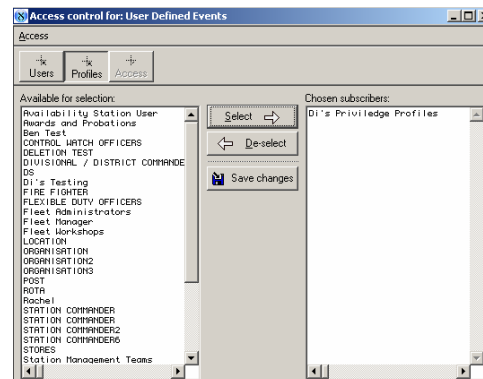 Access control for: User Defined Events
Access
Users Profiles Access
Available for selection:
Availability Station User
Awards and Probations
Ben Test
CONTROL WATCH OFFICERS
DELETION TEST
DIVISIONAL / DISTRICT COMMANDE
DS
Di's Testing
FIRE FIGHTER
FLEXIBLE DUTY OFFICERS
Fleet Administrators
Fleet Manager
Fleet Workshops
LOCATION
ORGANISATION
ORGANISATION2
ORGANISATION3
POST
ROTA
Rachel
STATION COMMANDER
STATION COMMANDER
STATION COMMANDER2
STATION COMMANDER6
STORES
Station Management Teams
Select
De-select
Save changes
Chosen subscribers:
Di's Priviledge Profiles